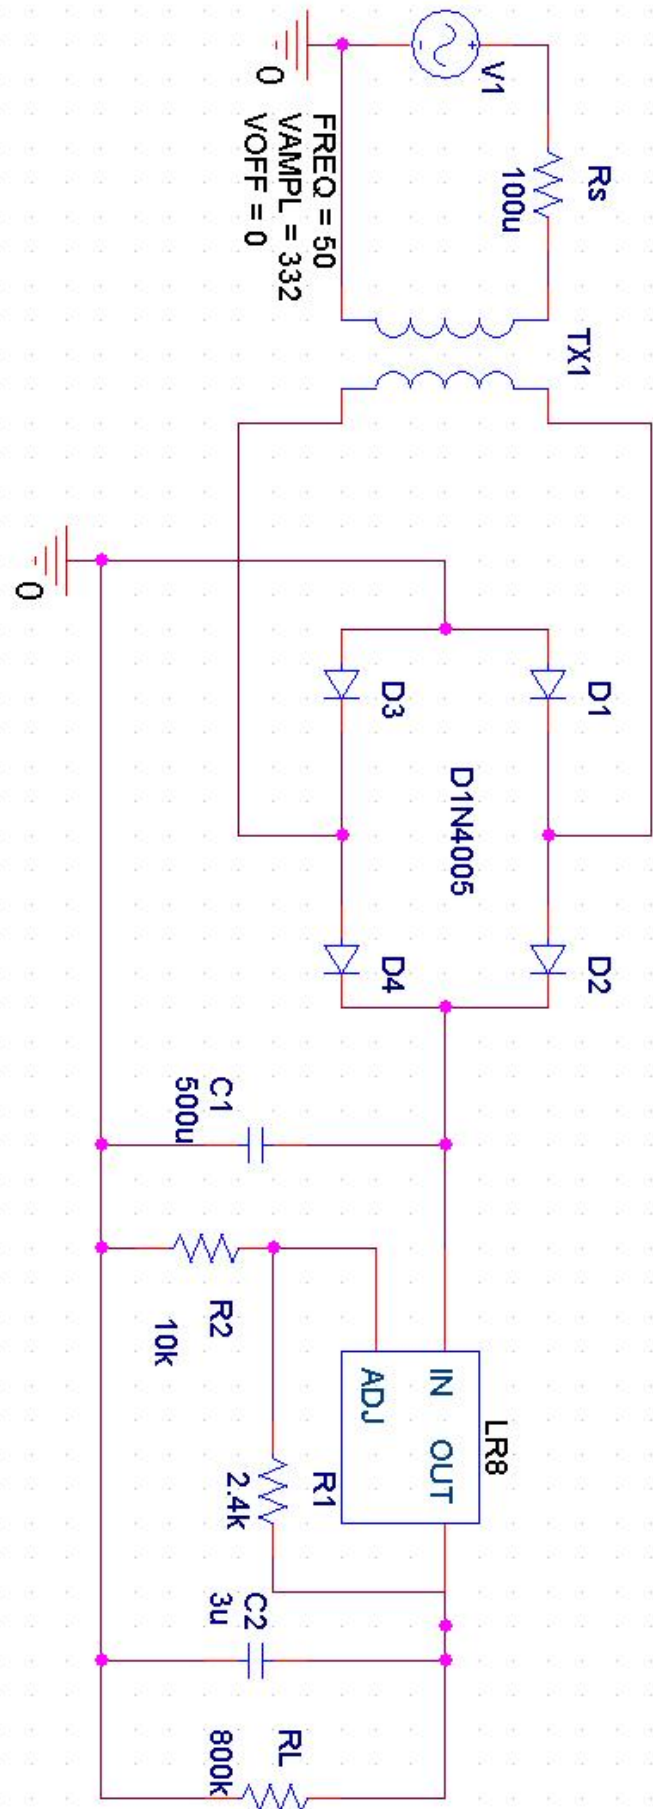 V1
FREQ = 50
VAMPL = 332
VOFF = 0
0
Rs
100u
TX1
0
D1
D3
D1N4005
D2
D4
C1
500u
R2
10k
LR8
IN OUT
ADJ
R1
2.4k
C2
3u
RL
800k